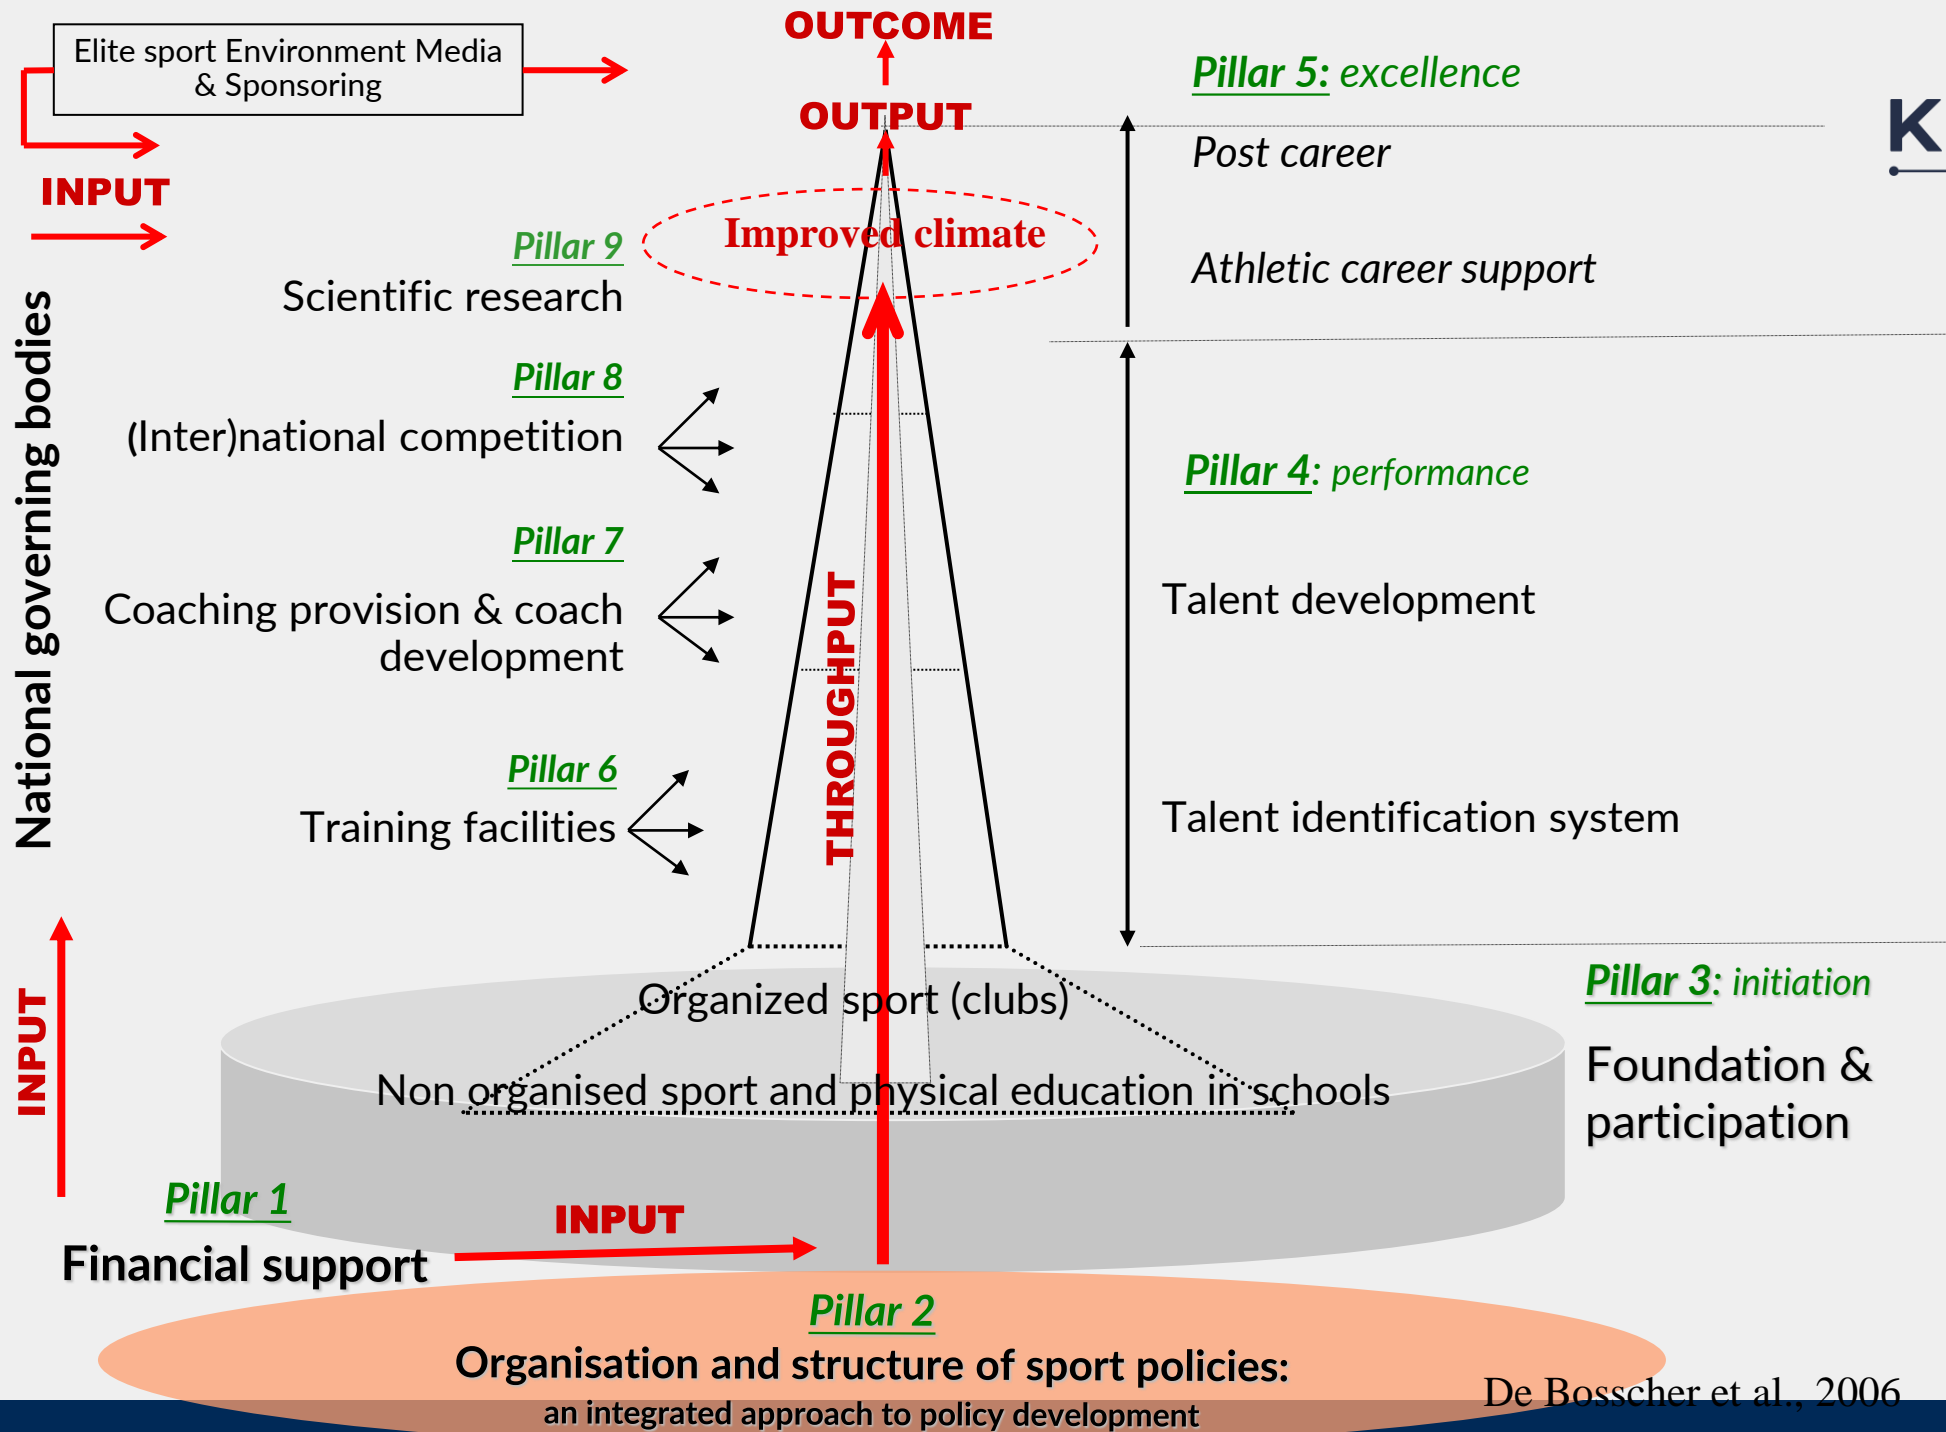 OUTCOME
Elite sport Environment Media
& Sponsoring
Pillar 5: excellence
OUTPUT
K
Post career
INPUT
Improved climate
Pillar 9
Scientific research
Athletic career support
National governing bodies
Pillar 8
(Inter)national competition
Pillar 4: performance
Pillar 7
Coaching provision & coach
development
THROUGHPUT
Talent development
Pillar 6
Training facilities
Talent identification system
Pillar 3: initiation
Organized sport (clubs)
INPUT
Foundation &
participation
Non organised sport and physical education in schools
Pillar 1
INPUT
Financial support
Pillar 2
Organisation and structure of sport policies:
an integrated approach to policy development
De Bosscher et al., 2006